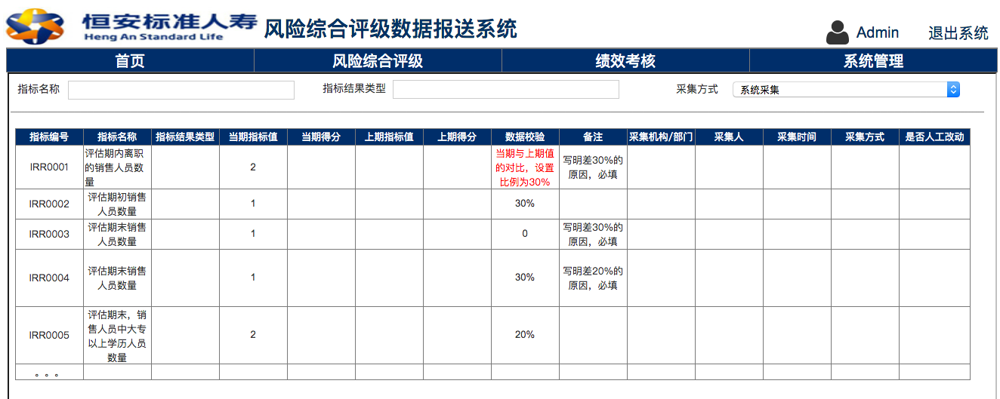 恒安标准人寿
Heng An Standard Life
风险综合评级数据报送系统
Admin 退出系统
首页 风险综合评级 绩效考核 系统管理
指标名称 指标结果类型 采集方式 系统采集
指标编号 指标名称 指标结果类型 当期指标值 当期得分 上期指标值 上期得分 数据校验 备注 采集机构/部门 采集人 采集时间 采集方式 是否人工改动
IRR0001
评估期内离职
的销售人员数
量
2
当期与上期值
的对比，设置
比例为30%
写明差30%的
原因，必填
IRR0002
评估期初销售
人员数量
1
30%
IRR0003
评估期末销售
人员数量
1
0
写明差30%的
原因，必填
IRR0004
评估期末销售
人员数量
1
30%
写明差20%的
原因，必填
IRR0005
评估期末，销
售人员中大专
以上学历人员
数量
2
20%
。。。